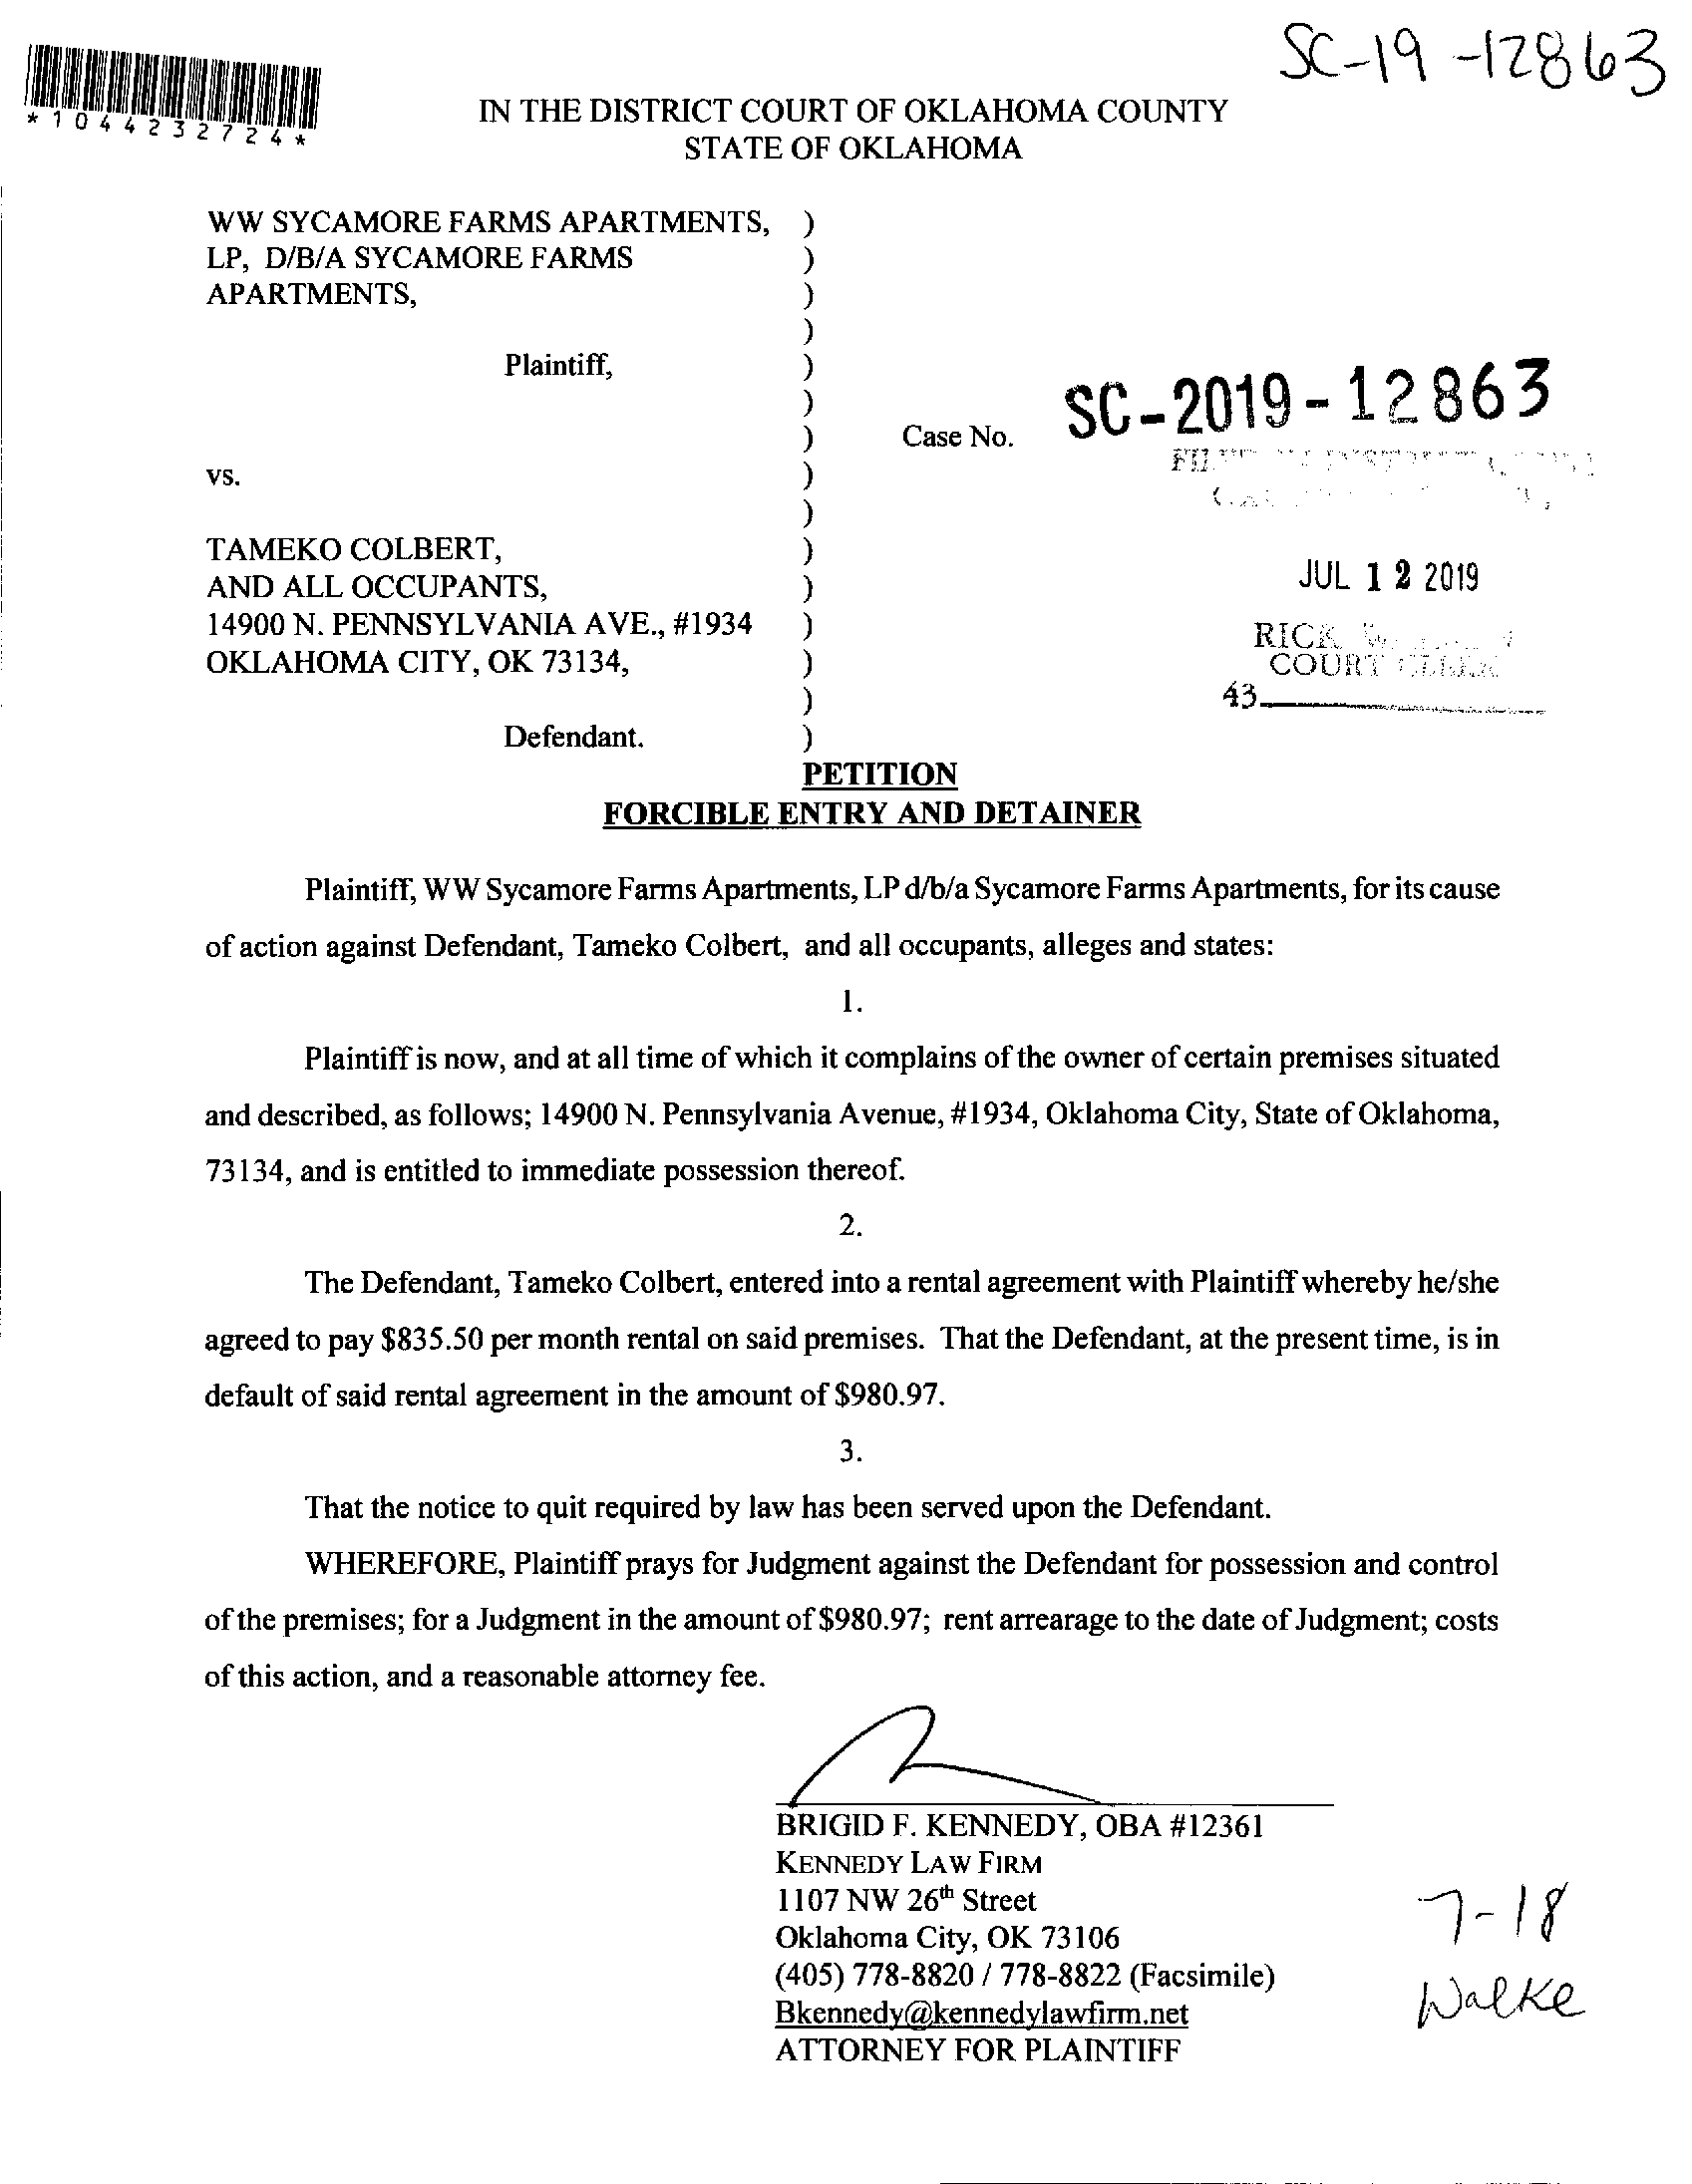 SC-19-12863
*1044232724*
IN THE DISTRICT COURT OF OKLAHOMA COUNTY
STATE OF OKLAHOMA
WW SYCAMORE FARMS APARTMENTS, )
LP, D/B/A SYCAMORE FARMS )
APARTMENTS, )
)
Plaintiff, )
)
) Case No. SC-2019-12863
vs. )
)
TAMEKO COLBERT, )
AND ALL OCCUPANTS, )
14900 N. PENNSYLVANIA AVE., #1934 )
OKLAHOMA CITY, OK 73134, )
)
Defendant. )
JUL 12 2019
RICK
COURT CLERK
43
PETITION
FORCIBLE ENTRY AND DETAINER
Plaintiff, WW Sycamore Farms Apartments, LP d/b/a Sycamore Farms Apartments, for its cause
of action against Defendant, Tameko Colbert, and all occupants, alleges and states:
1.
Plaintiff is now, and at all time of which it complains of the owner of certain premises situated
and described, as follows; 14900 N. Pennsylvania Avenue, #1934, Oklahoma City, State of Oklahoma,
73134, and is entitled to immediate possession thereof.
2.
The Defendant, Tameko Colbert, entered into a rental agreement with Plaintiff whereby he/she
agreed to pay $835.50 per month rental on said premises. That the Defendant, at the present time, is in
default of said rental agreement in the amount of $980.97.
3.
That the notice to quit required by law has been served upon the Defendant.
WHEREFORE, Plaintiff prays for Judgment against the Defendant for possession and control
of the premises; for a Judgment in the amount of $980.97; rent arrearage to the date of Judgment; costs
of this action, and a reasonable attorney fee.
BRIGID F. KENNEDY, OBA #12361
KENNEDY LAW FIRM
1107 NW 26th Street
Oklahoma City, OK 73106
(405) 778-8820 / 778-8822 (Facsimile)
Bkennedy@kennedylawfirm.net
ATTORNEY FOR PLAINTIFF
7-18
Walke